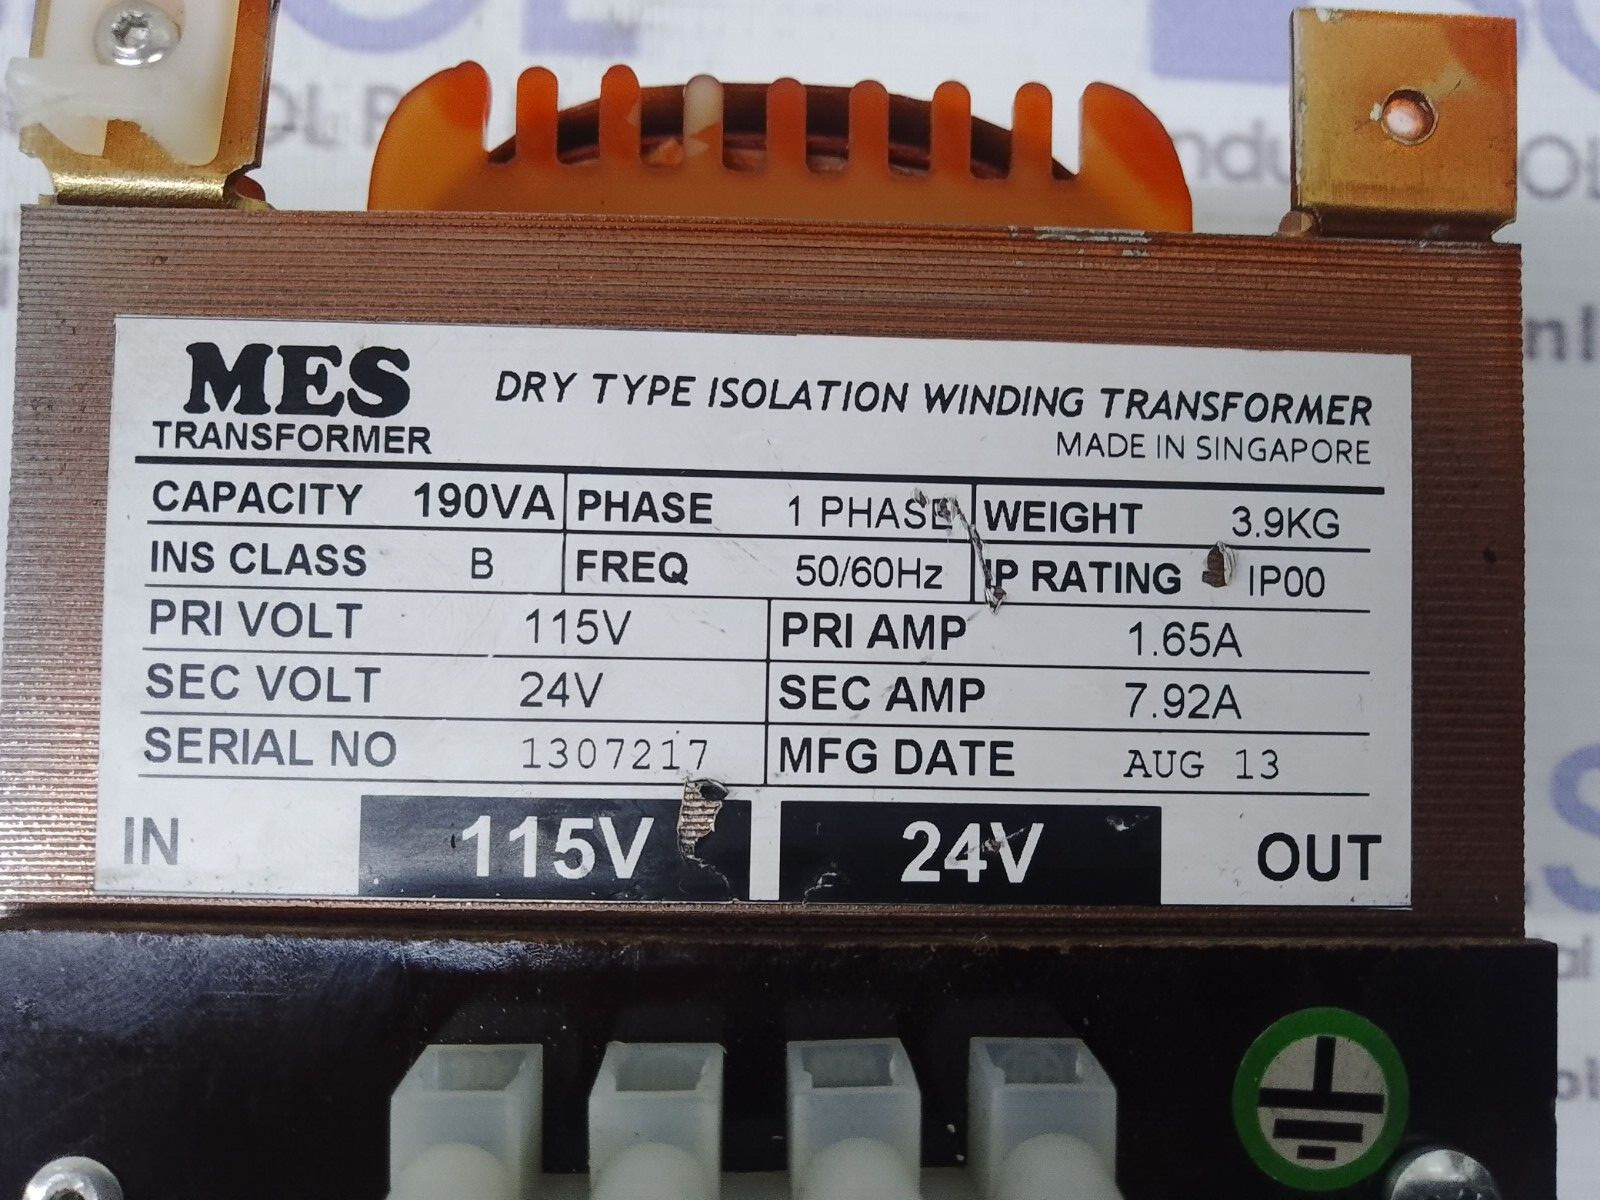 MES
TRANSFORMER
DRY TYPE ISOLATION WINDING TRANSFORMER
MADE IN SINGAPORE
CAPACITY 190VA PHASE 1 PHASE WEIGHT 3.9KG
INS CLASS B FREQ 50/60Hz IP RATING IP00
PRI VOLT 115V PRI AMP 1.65A
SEC VOLT 24V SEC AMP 7.92A
SERIAL NO 1307217 MFG DATE AUG 13
IN 115V 24V OUT